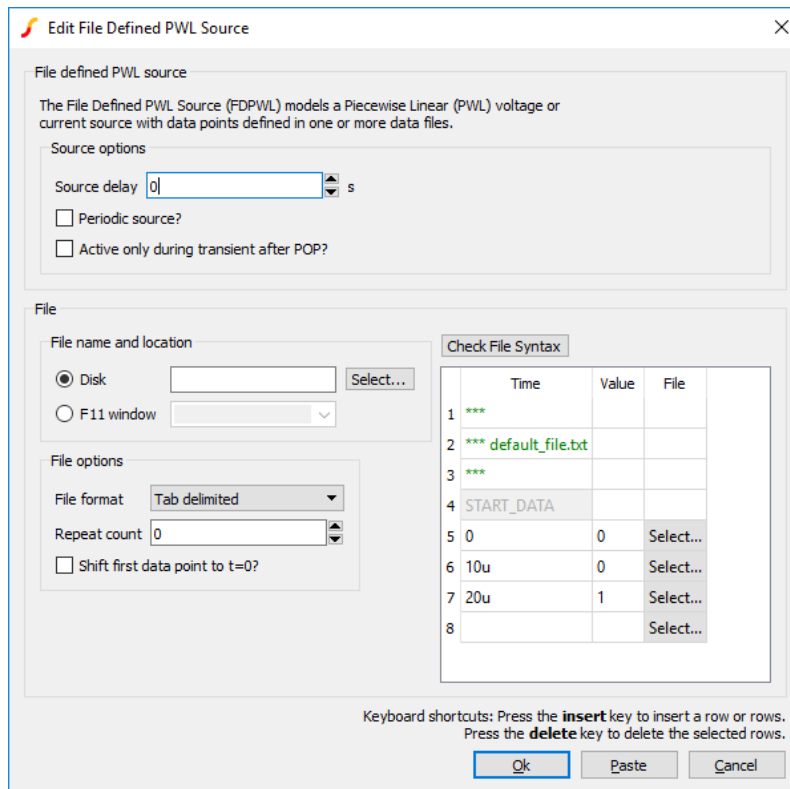 Edit File Defined PWL Source
File defined PWL source
The File Defined PWL Source (FDPWL) models a Piecewise Linear (PWL) voltage or
current source with data points defined in one or more data files.
Source options
Source delay 0 s
Periodic source?
Active only during transient after POP?
File
File name and location
Disk Select...
F11 window
File options
File format Tab delimited
Repeat count 0
Shift first data point to t=0?
Check File Syntax
Time Value File
1 ***
2 *** default_file.txt
3 ***
4 START_DATA
5 0 0 Select...
6 10u 0 Select...
7 20u 1 Select...
8 Select...
Keyboard shortcuts: Press the insert key to insert a row or rows.
Press the delete key to delete the selected rows.
Ok Paste Cancel